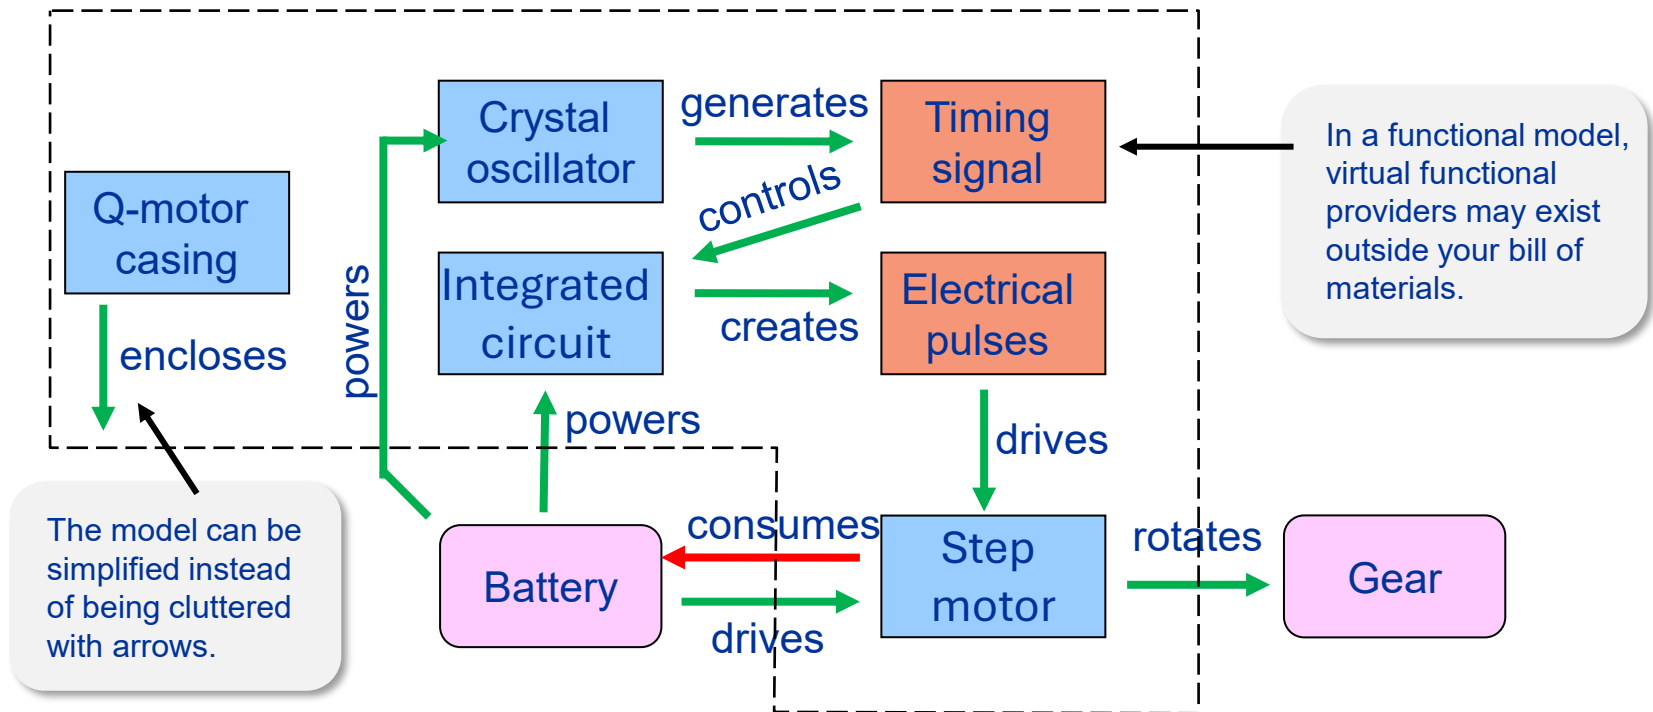 Crystal
oscillator
generates
Timing
signal
In a functional model,
virtual functional
providers may exist
outside your bill of
materials.
Q-motor
casing
controls
Integrated
circuit
creates
Electrical
pulses
encloses
powers
powers
drives
The model can be
simplified instead
of being cluttered
with arrows.
Battery
consumes
drives
Step
motor
rotates
Gear